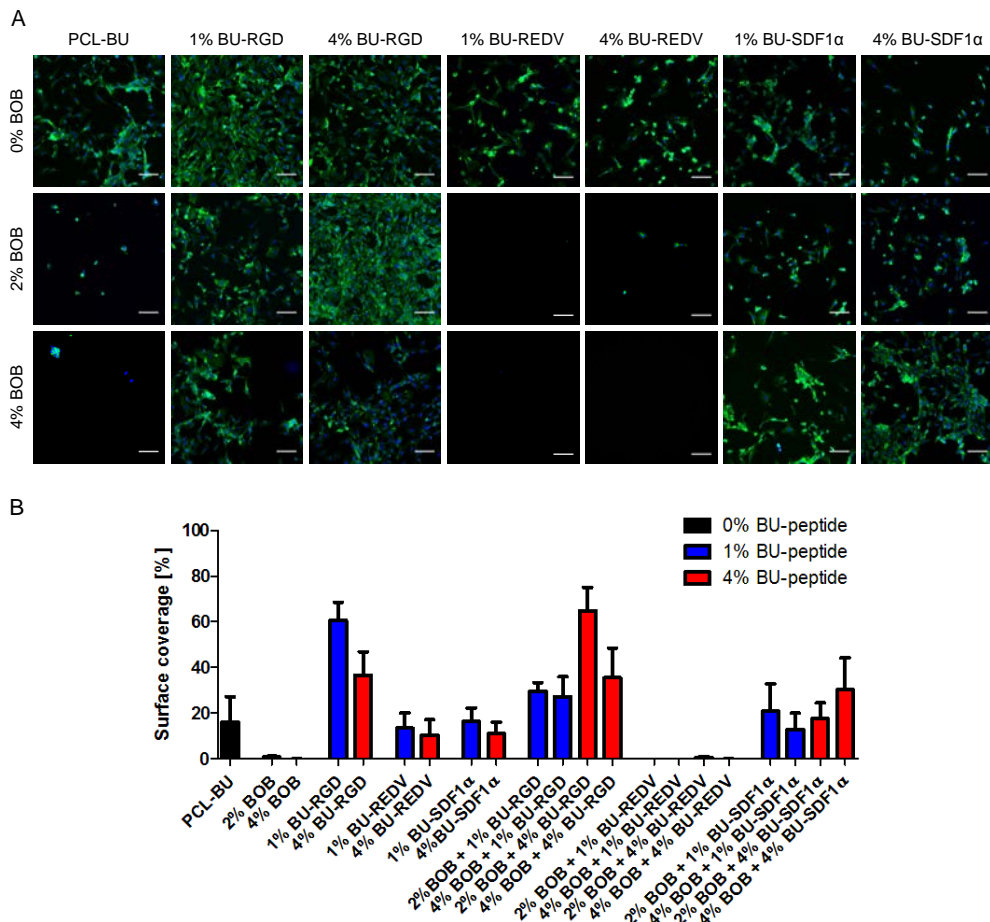 A
PCL-BU 1% BU-RGD 4% BU-RGD 1% BU-REDV 4% BU-REDV 1% BU-SDF1α 4% BU-SDF1α
0% BOB
2% BOB
4% BOB
B
Surface coverage [%]
100
80
60
40
20
0
0% BU-peptide
1% BU-peptide
4% BU-peptide
PCL-BU
2% BOB
4% BOB
1% BU-RGD
4% BU-RGD
1% BU-REDV
4% BU-REDV
1% BU-SDF1α
4%BU-SDF1α
2%BOB + 1% BU-RGD
4% BOB + 1% BU-RGD
2% BOB + 4% BU-RGD
4% BOB + 4% BU-RGD
2% BOB + 1% BU-REDV
4% BOB + 1% BU-REDV
2% BOB + 4% BU-REDV
4% BOB + 4% BU-REDV
2% BOB + 1% BU-SDF1α
4% BOB + 1% BU-SDF1α
2% BOB + 4% BU-SDF1α
4% BOB + 4% BU-SDF1α